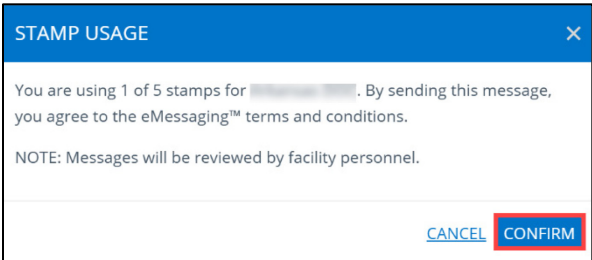 STAMP USAGE ×
You are using 1 of 5 stamps for . By sending this message,
you agree to the eMessaging™ terms and conditions.
NOTE: Messages will be reviewed by facility personnel.
CANCEL CONFIRM